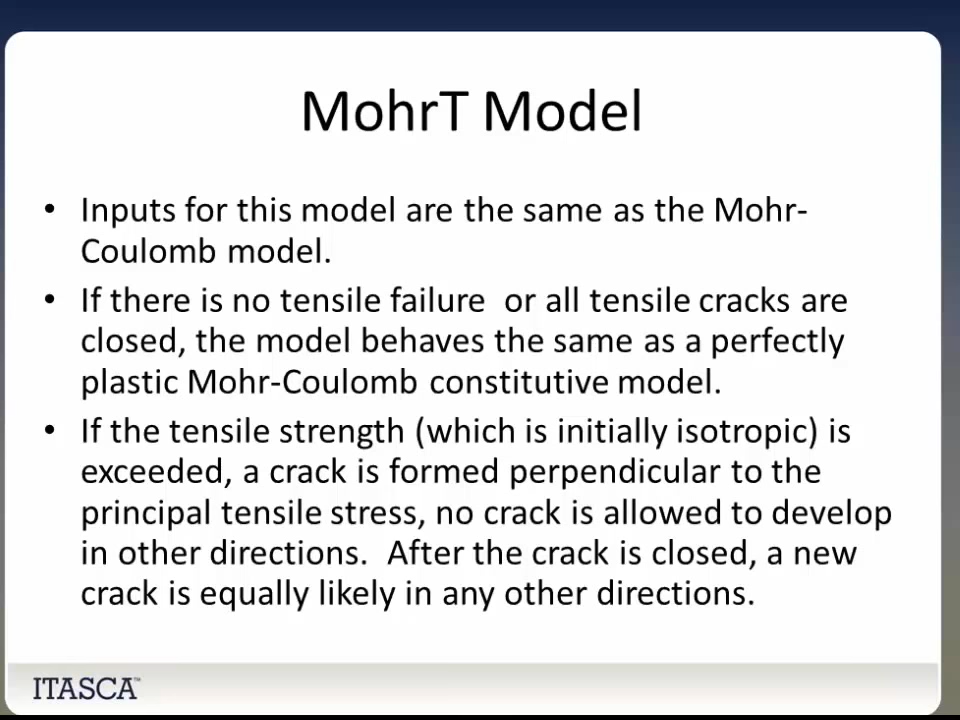 MohrT Model
• Inputs for this model are the same as the Mohr-
Coulomb model.
• If there is no tensile failure  or all tensile cracks are
closed, the model behaves the same as a perfectly
plastic Mohr-Coulomb constitutive model.
• If the tensile strength (which is initially isotropic) is
exceeded, a crack is formed perpendicular to the
principal tensile stress, no crack is allowed to develop
in other directions.  After the crack is closed, a new
crack is equally likely in any other directions.
ITASCA™